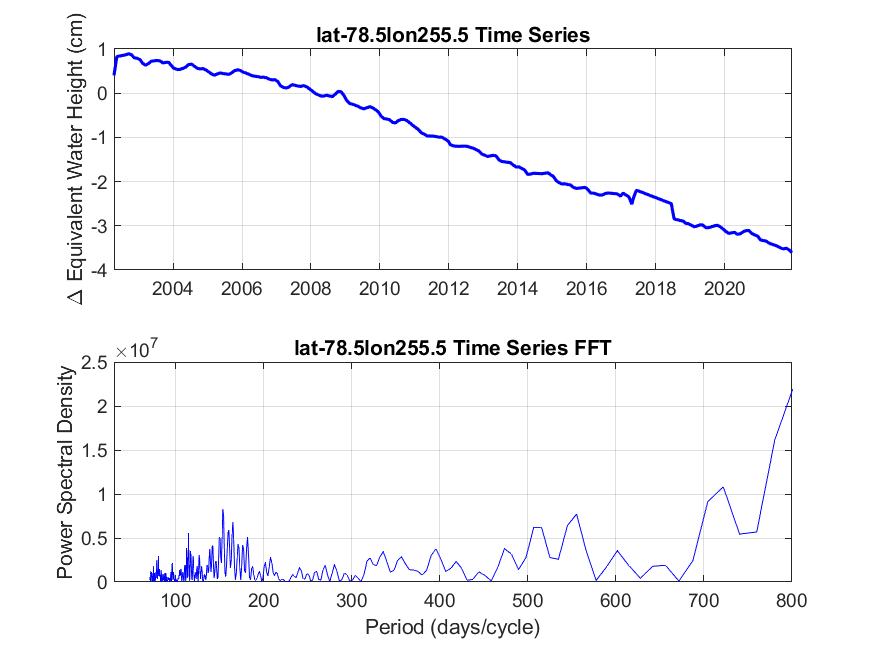 lat-78.5lon255.5 Time Series
Δ Equivalent Water Height (cm)
1
0
-1
-2
-3
-4
2004 2006 2008 2010 2012 2014 2016 2018 2020
lat-78.5lon255.5 Time Series FFT
×10^7
Power Spectral Density
2.5
2
1.5
1
0.5
0
100 200 300 400 500 600 700 800
Period (days/cycle)